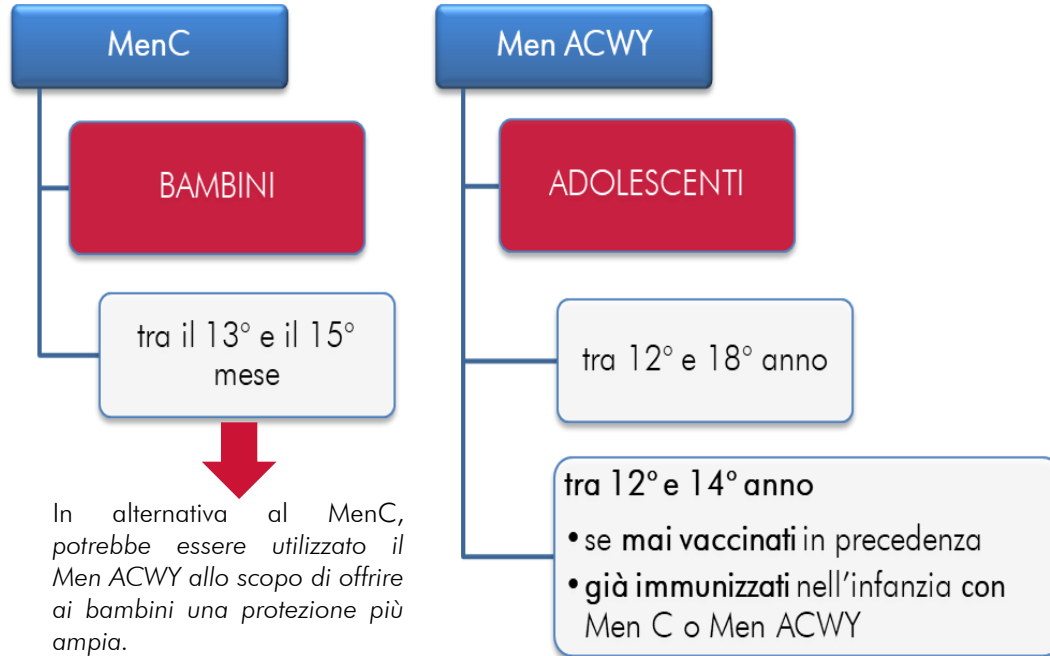 MenC
BAMBINI
tra il 13° e il 15°
mese
In alternativa al MenC,
potrebbe essere utilizzato il
Men ACWY allo scopo di offrire
ai bambini una protezione più
ampia.
Men ACWY
ADOLESCENTI
tra 12° e 18° anno
tra 12° e 14° anno
• se mai vaccinati in precedenza
• già immunizzati nell'infanzia con
Men C o Men ACWY